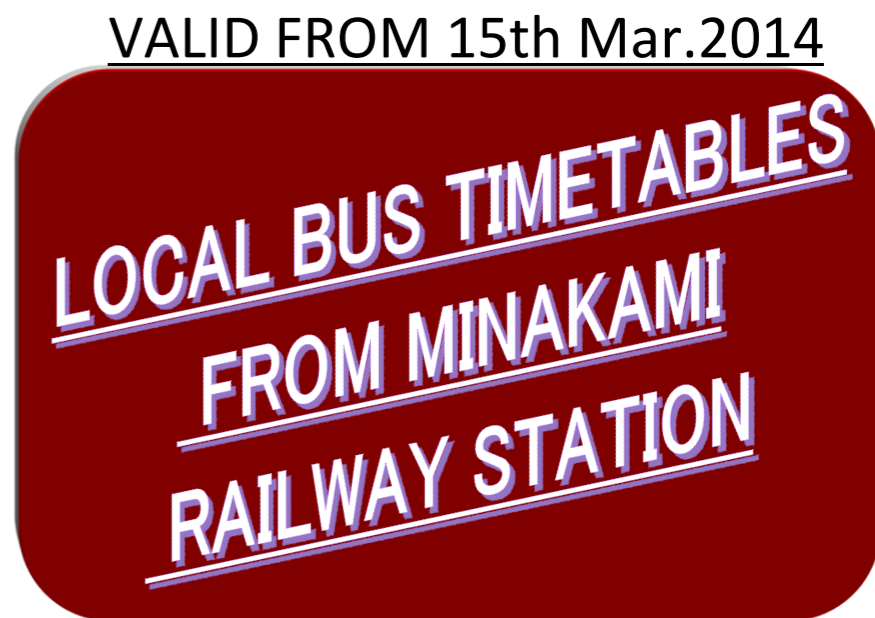 VALID FROM 15th Mar.2014
LOCAL BUS TIMETABLES
FROM MINAKAMI
RAILWAY STATION